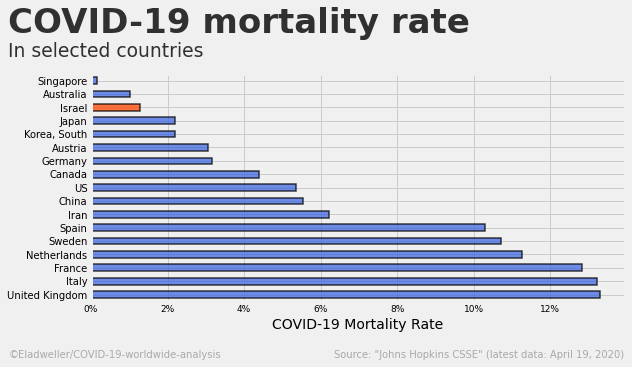 COVID-19 mortality rate
In selected countries
Singapore
Australia
Israel
Japan
Korea, South
Austria
Germany
Canada
US
China
Iran
Spain
Sweden
Netherlands
France
Italy
United Kingdom
0% 2% 4% 6% 8% 10% 12%
COVID-19 Mortality Rate
©Eladweller/COVID-19-worldwide-analysis Source: "Johns Hopkins CSSE" (latest data: April 19, 2020)